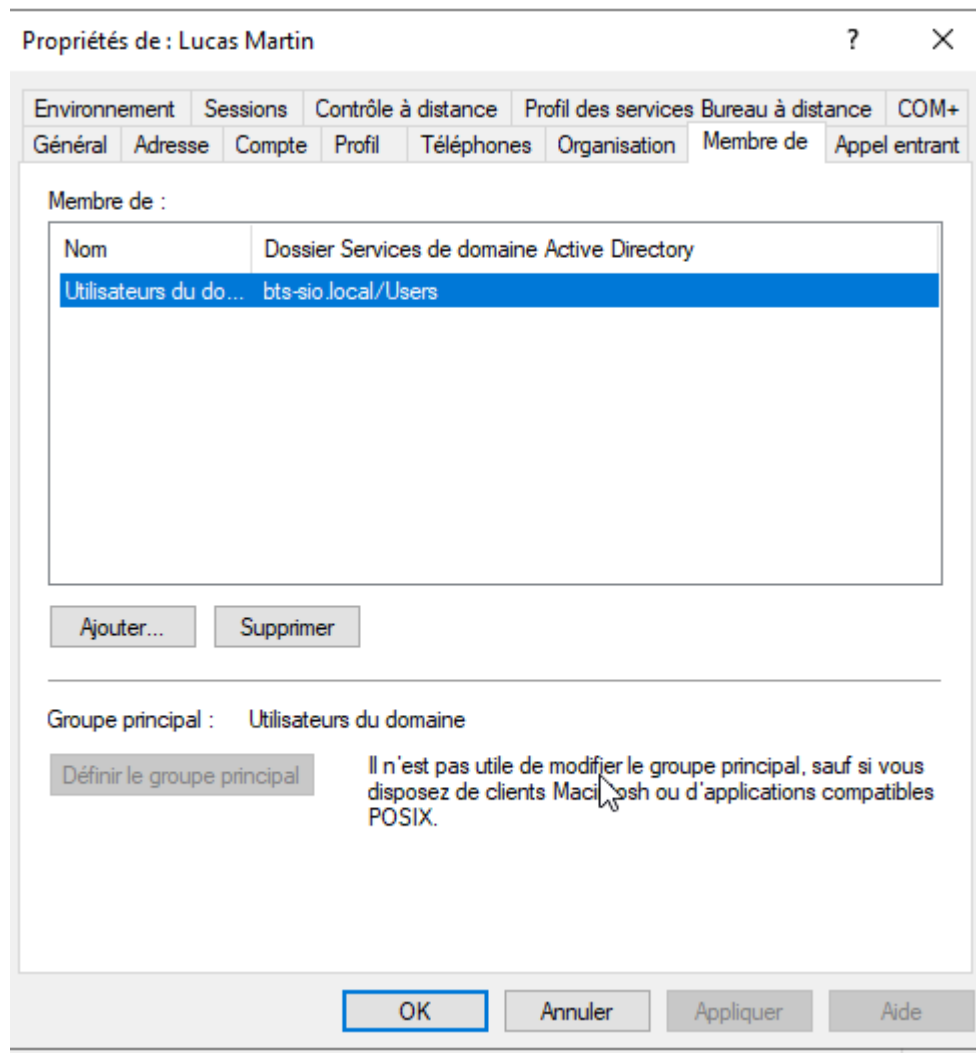 Propriétés de : Lucas Martin ? ×
Environnement Sessions Contrôle à distance Profil des services Bureau à distance COM+
Général Adresse Compte Profil Téléphones Organisation Membre de Appel entrant
Membre de :
Nom Dossier Services de domaine Active Directory
Utilisateurs du do... bts-sio.local/Users
Ajouter... Supprimer
Groupe principal : Utilisateurs du domaine
Définir le groupe principal
Il n'est pas utile de modifier le groupe principal, sauf si vous
disposez de clients Macintosh ou d'applications compatibles
POSIX.
OK Annuler Appliquer Aide